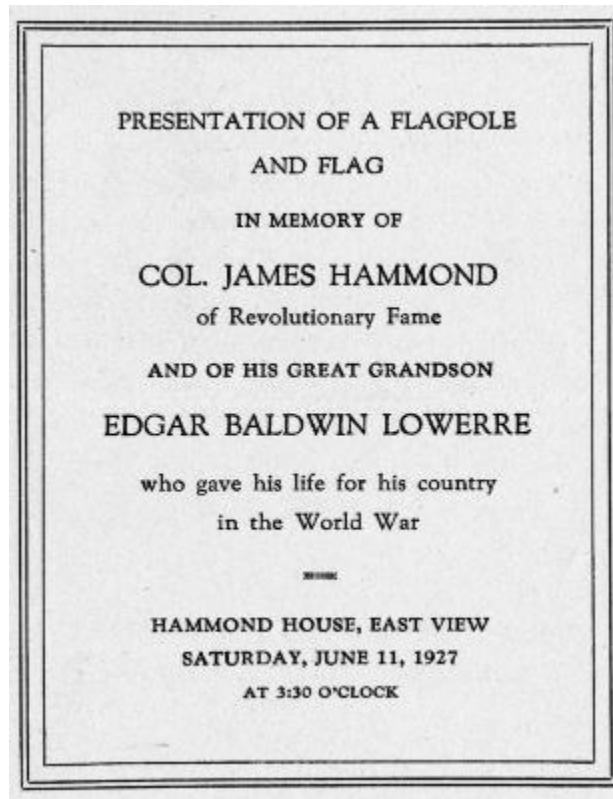 PRESENTATION OF A FLAGPOLE
AND FLAG
IN MEMORY OF
COL. JAMES HAMMOND
of Revolutionary Fame
AND OF HIS GREAT GRANDSON
EDGAR BALDWIN LOWERRE
who gave his life for his country
in the World War
HAMMOND HOUSE, EAST VIEW
SATURDAY, JUNE 11, 1927
AT 3:30 O'CLOCK